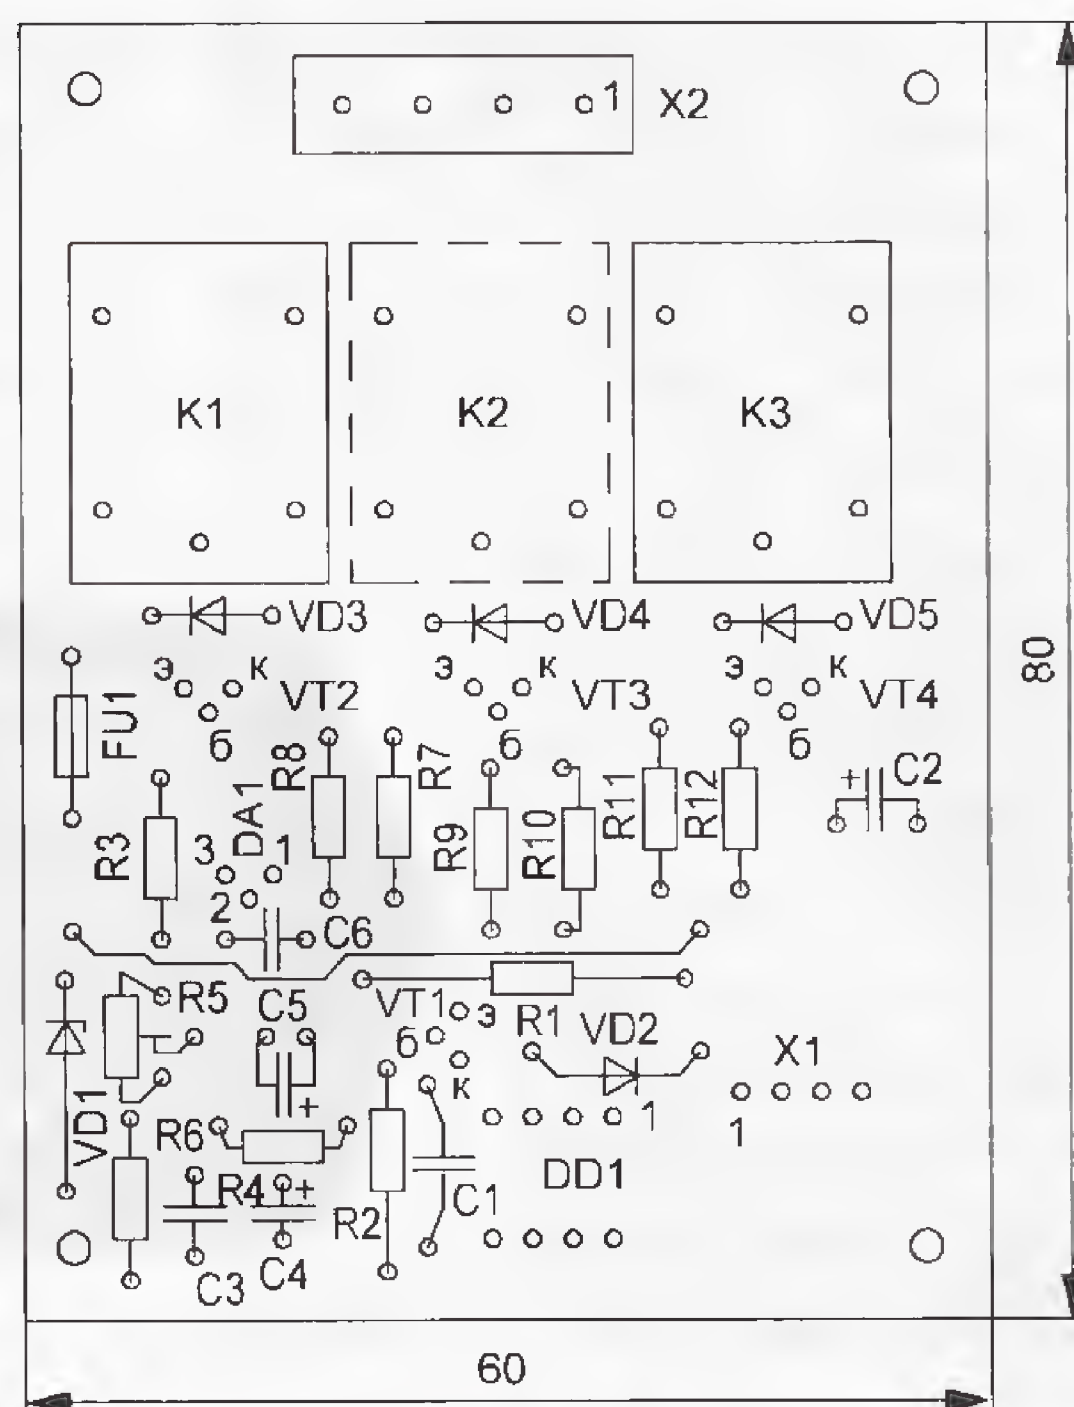 1 X2
K1 K2 K3
VD3 VD4 VD5
э к VT2 э к VT3 э к VT4
б б б
FU1 R8 R7 R11 R12 + C2
R3 DA1 R9 R10
3 1
2 C6
R5 C5 VT1 э R1 VD2 X1
б
к
VD1 + 1 1
R6 DD1
R4 + C1
R2
C3 C4
80
60